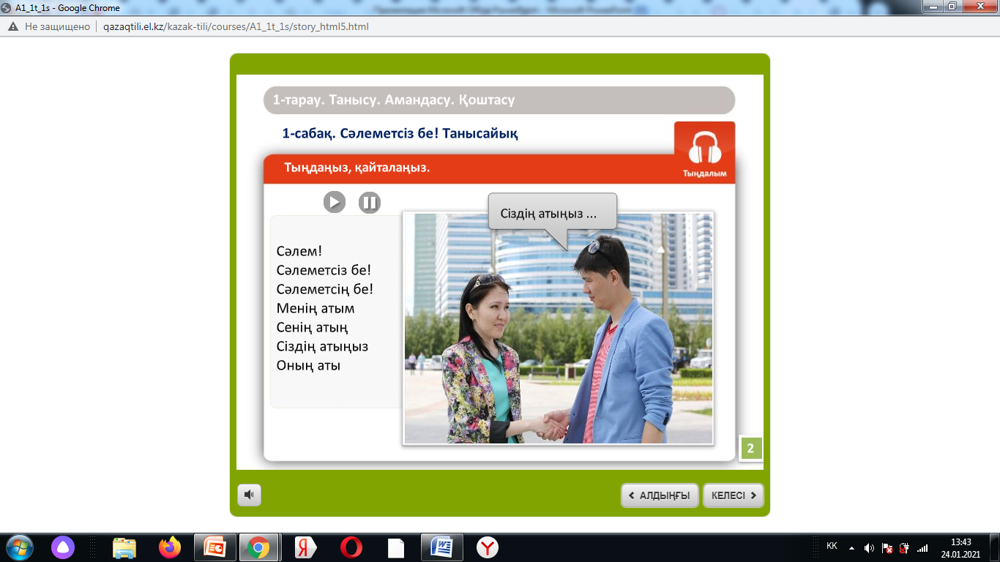 A1_1t_1s - Google Chrome
Не защищено
qazaqtili.el.kz/kazak-tili/courses/A1_1t_1s/story_html5.html
1-тарау. Танысу. Амандасу. Қоштасу
1-сабақ. Сәлеметсіз бе! Танысайық
Тыңдаңыз, қайталаңыз.
Тыңдалым
Сіздің атыңыз ...
Сәлем!
Сәлеметсіз бе!
Сәлеметсің бе!
Менің атым
Сенің атың
Сіздің атыңыз
Оның аты
2
АЛДЫҢҒЫ
КЕЛЕСІ
KK
13:43
24.01.2021